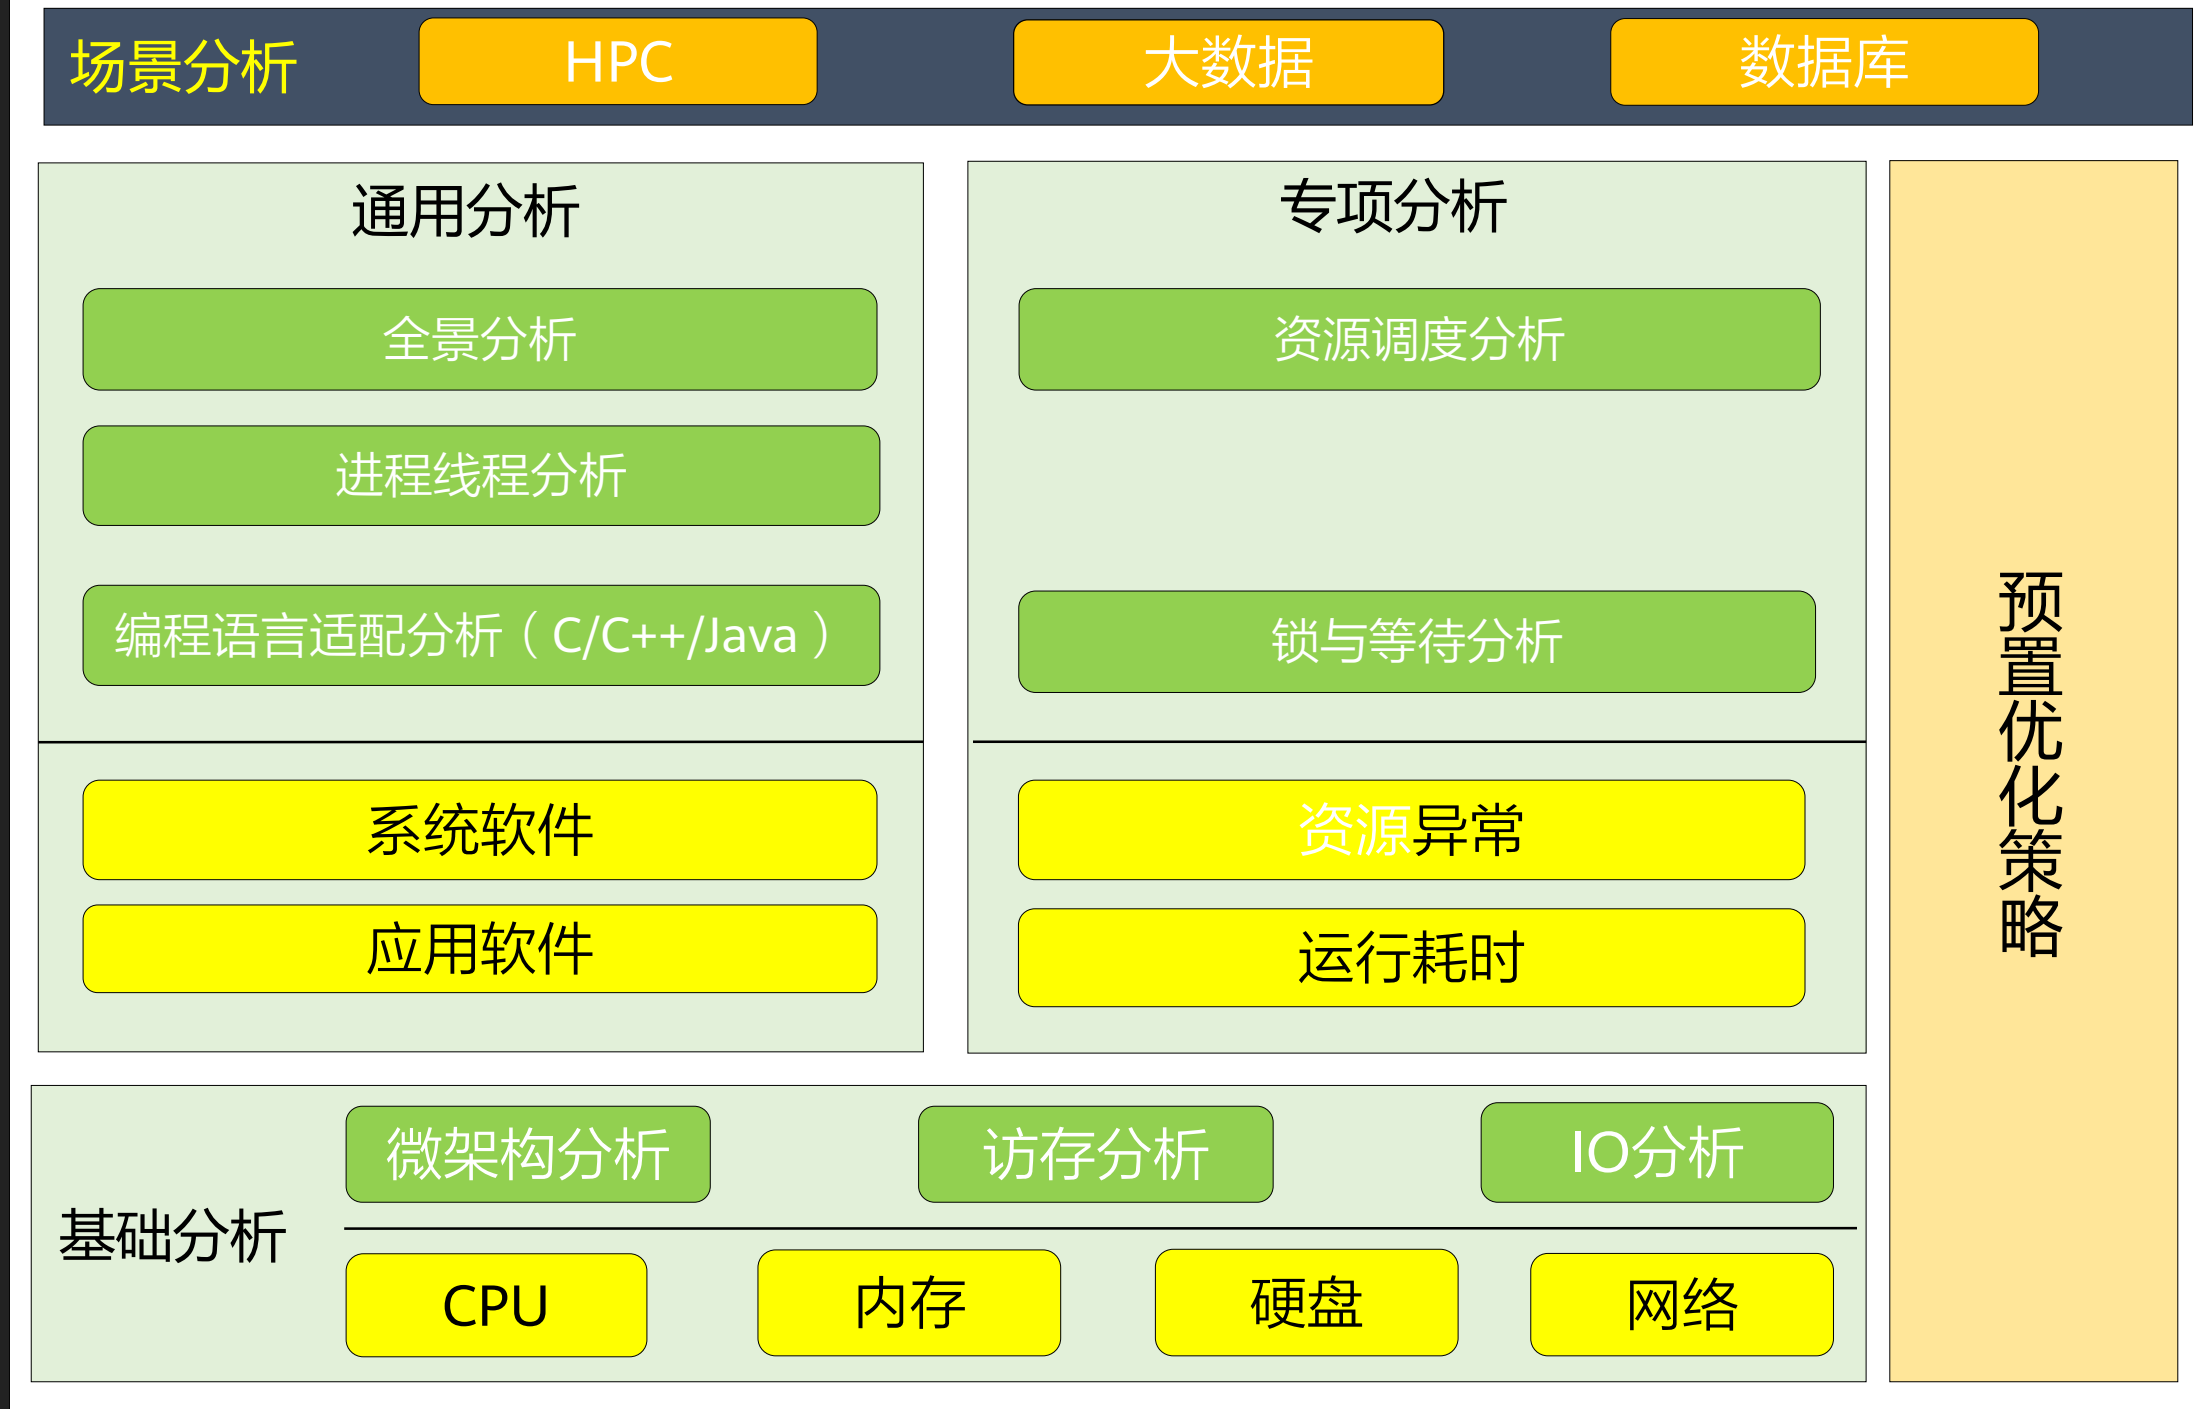 场景分析
HPC
大数据
数据库
通用分析
全景分析
进程线程分析
编程语言适配分析（C/C++/Java）
系统软件
应用软件
专项分析
资源调度分析
锁与等待分析
资源异常
运行耗时
预置优化策略
基础分析
微架构分析
访存分析
IO分析
CPU
内存
硬盘
网络